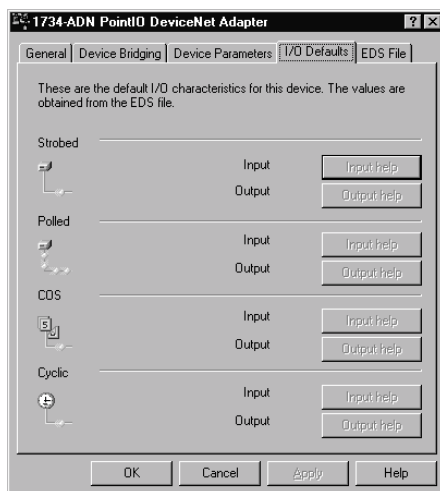 1734-ADN PointIO DeviceNet Adapter
General Device Bridging Device Parameters I/O Defaults EDS File
These are the default I/O characteristics for this device. The values are
obtained from the EDS file.
Strobed
Input Input help
Output Output help
Polled
Input Input help
Output Output help
COS
Input Input help
Output Output help
Cyclic
Input Input help
Output Output help
OK Cancel Apply Help